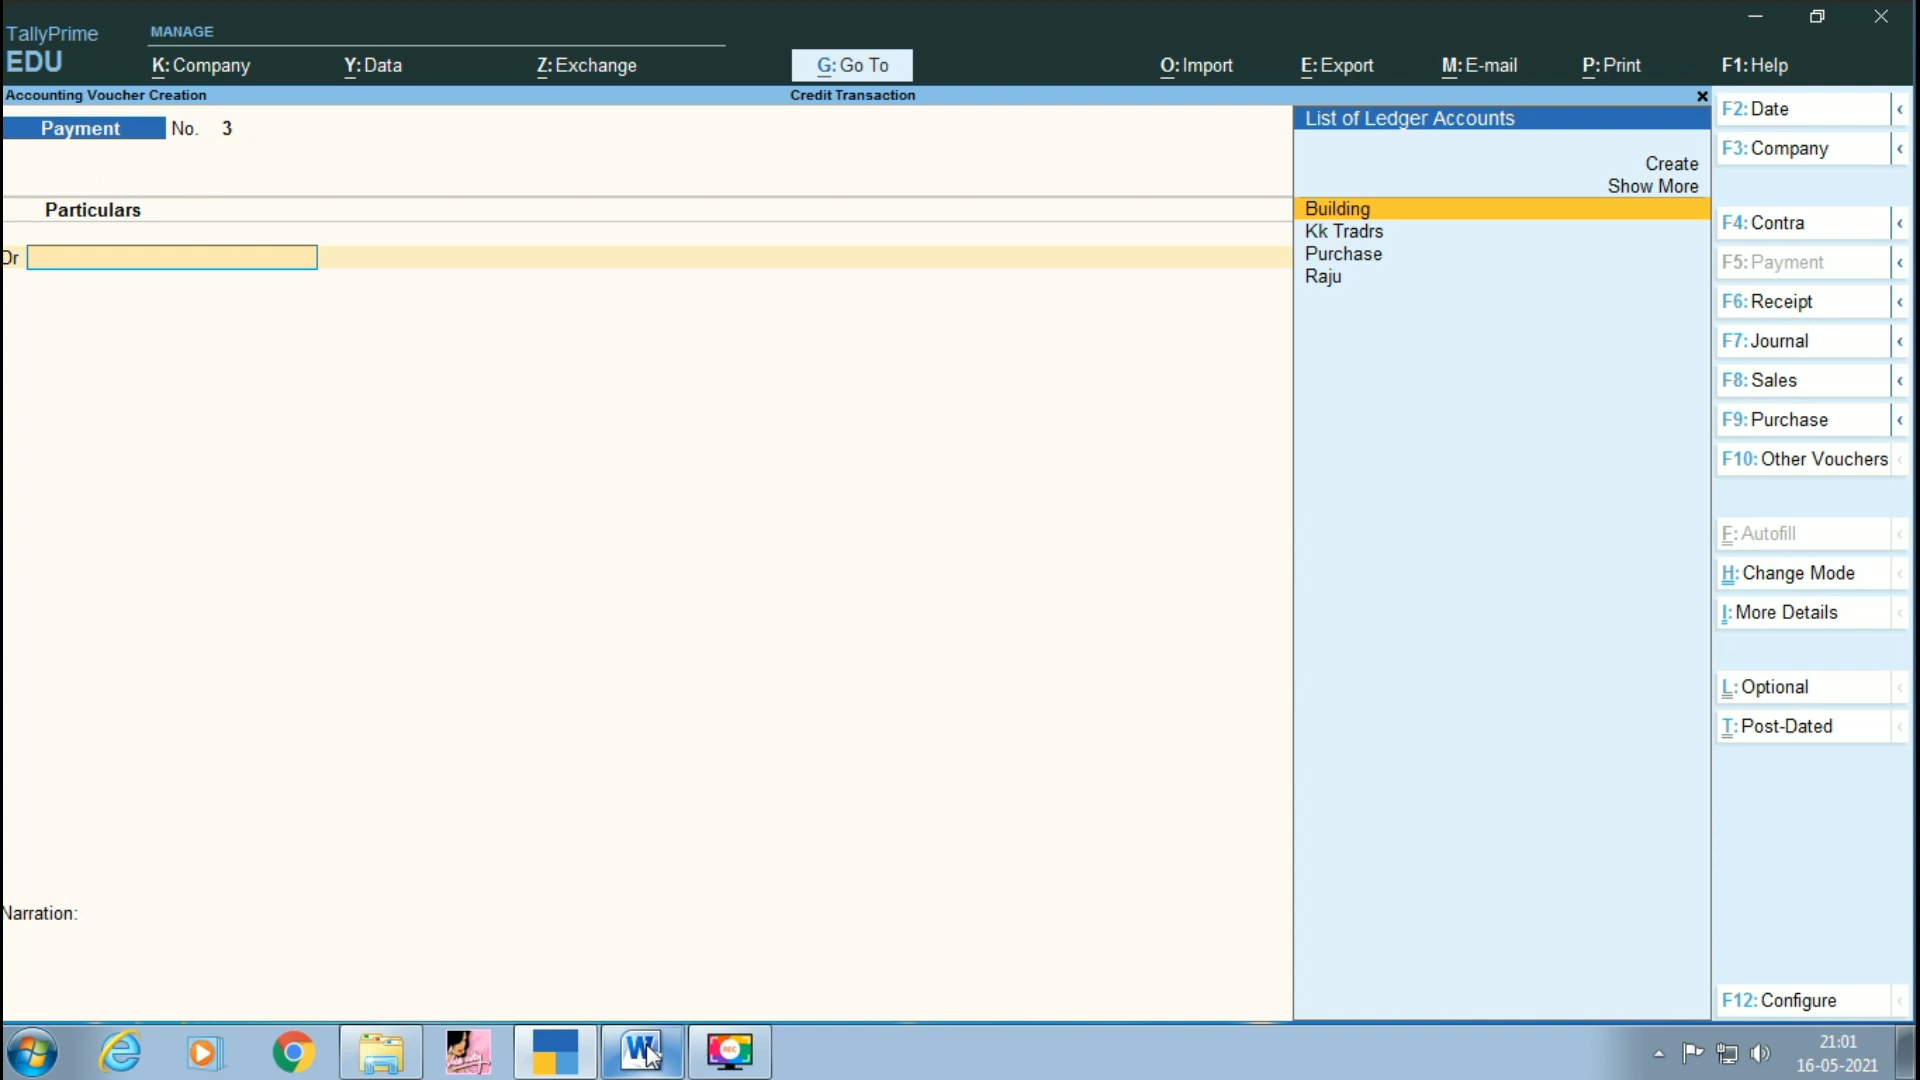 TallyPrime
EDU
MANAGE
K: Company
Y: Data
Z: Exchange
G: Go To
O: Import
E: Export
M: E-mail
P: Print
F1: Help
Accounting Voucher Creation
Credit Transaction
Payment No. 3
Particulars
Dr
Narration:
List of Ledger Accounts
Create
Show More
Building
Kk Tradrs
Purchase
Raju
F2: Date
F3: Company
F4: Contra
F5: Payment
F6: Receipt
F7: Journal
F8: Sales
F9: Purchase
F10: Other Vouchers
F: Autofill
H: Change Mode
I: More Details
L: Optional
T: Post-Dated
F12: Configure
REC
21:01
16-05-2021